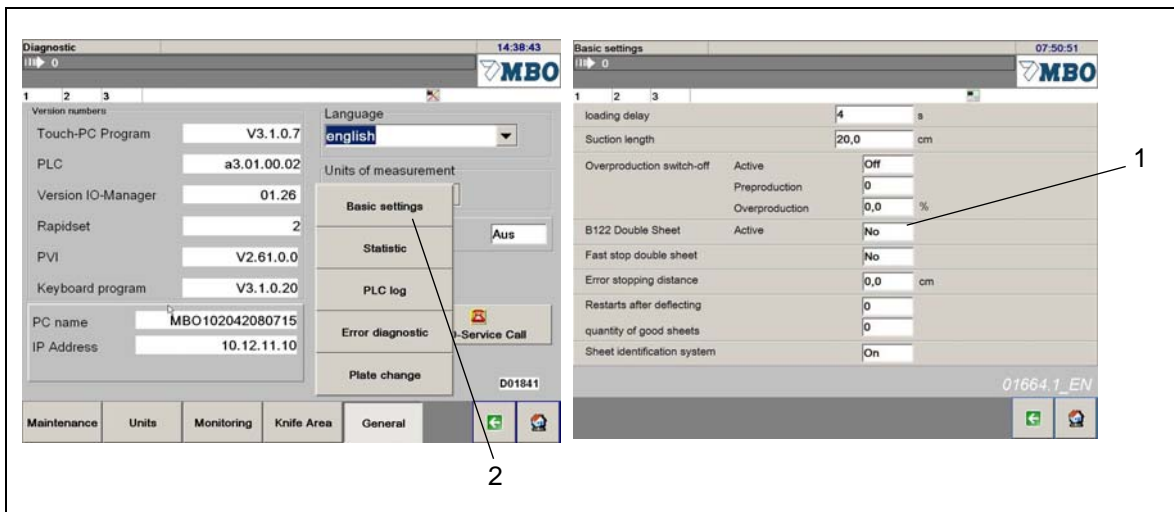 Diagnostic 14:38:43
0
MBO
1 2 3
Version numbers
Touch-PC Program V3.1.0.7
PLC a3.01.00.02
Version IO-Manager 01.26
Rapidset 2
PVI V2.61.0.0
Keyboard program V3.1.0.20
PC name MBO102042080715
IP Address 10.12.11.10
Language
english
Units of measurement
Aus
Basic settings
Statistic
PLC log
Error diagnostic
Plate change
-Service Call
D01841
Maintenance Units Monitoring Knife Area General
2
Basic settings 07:50:51
0
MBO
1 2 3
loading delay 4 s
Suction length 20,0 cm
Overproduction switch-off Active Off
Preproduction 0
Overproduction 0,0 %
B122 Double Sheet Active No
Fast stop double sheet No
Error stopping distance 0,0 cm
Restarts after deflecting 0
quantity of good sheets 0
Sheet identification system On
01664.1_EN
1